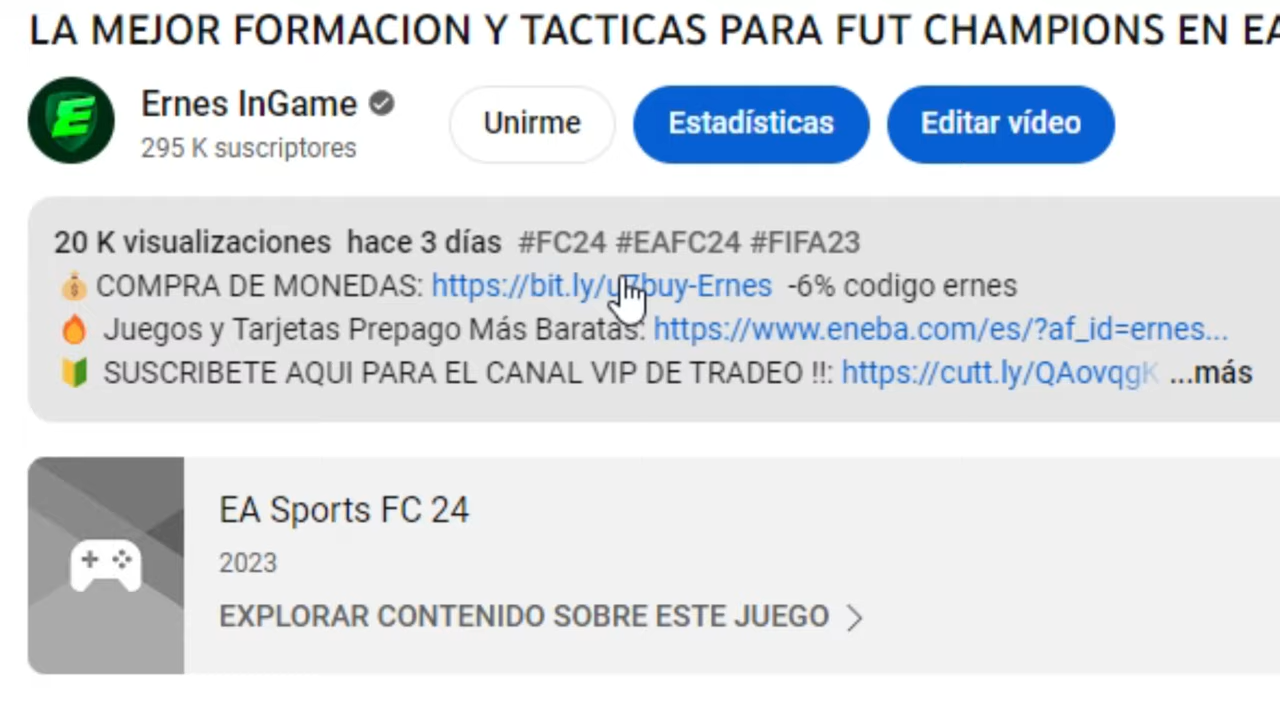 LA MEJOR FORMACION Y TACTICAS PARA FUT CHAMPIONS EN EA
Ernes InGame
295 K suscriptores
Unirme
Estadísticas
Editar vídeo
20 K visualizaciones hace 3 días #FC24 #EAFC24 #FIFA23
COMPRA DE MONEDAS: https://bit.ly/u7buy-Ernes -6% codigo ernes
Juegos y Tarjetas Prepago Más Baratas: https://www.eneba.com/es/?af_id=ernes...
SUSCRIBETE AQUI PARA EL CANAL VIP DE TRADEO !!: https://cutt.ly/QAovqgK ...más
EA Sports FC 24
2023
EXPLORAR CONTENIDO SOBRE ESTE JUEGO